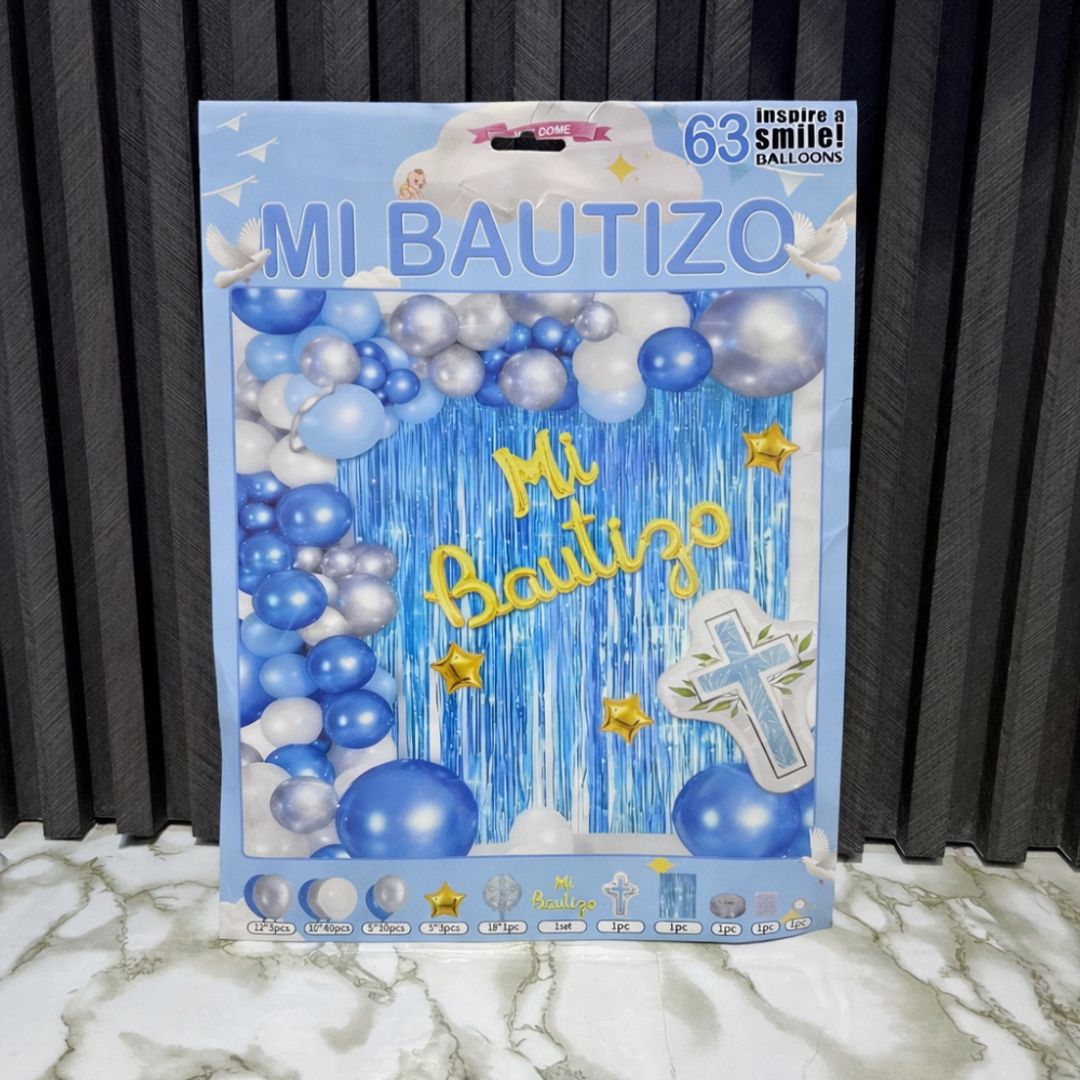 WELCOME
63 inspire a
smile!
BALLOONS
MI BAUTIZO
Mi
Bautizo
Mi
Bautizo
12"5pcs 10"40pcs 5"10pcs 5"3pcs 18"1pc 1set 1pc 1pc 1pc 1pc 1pc